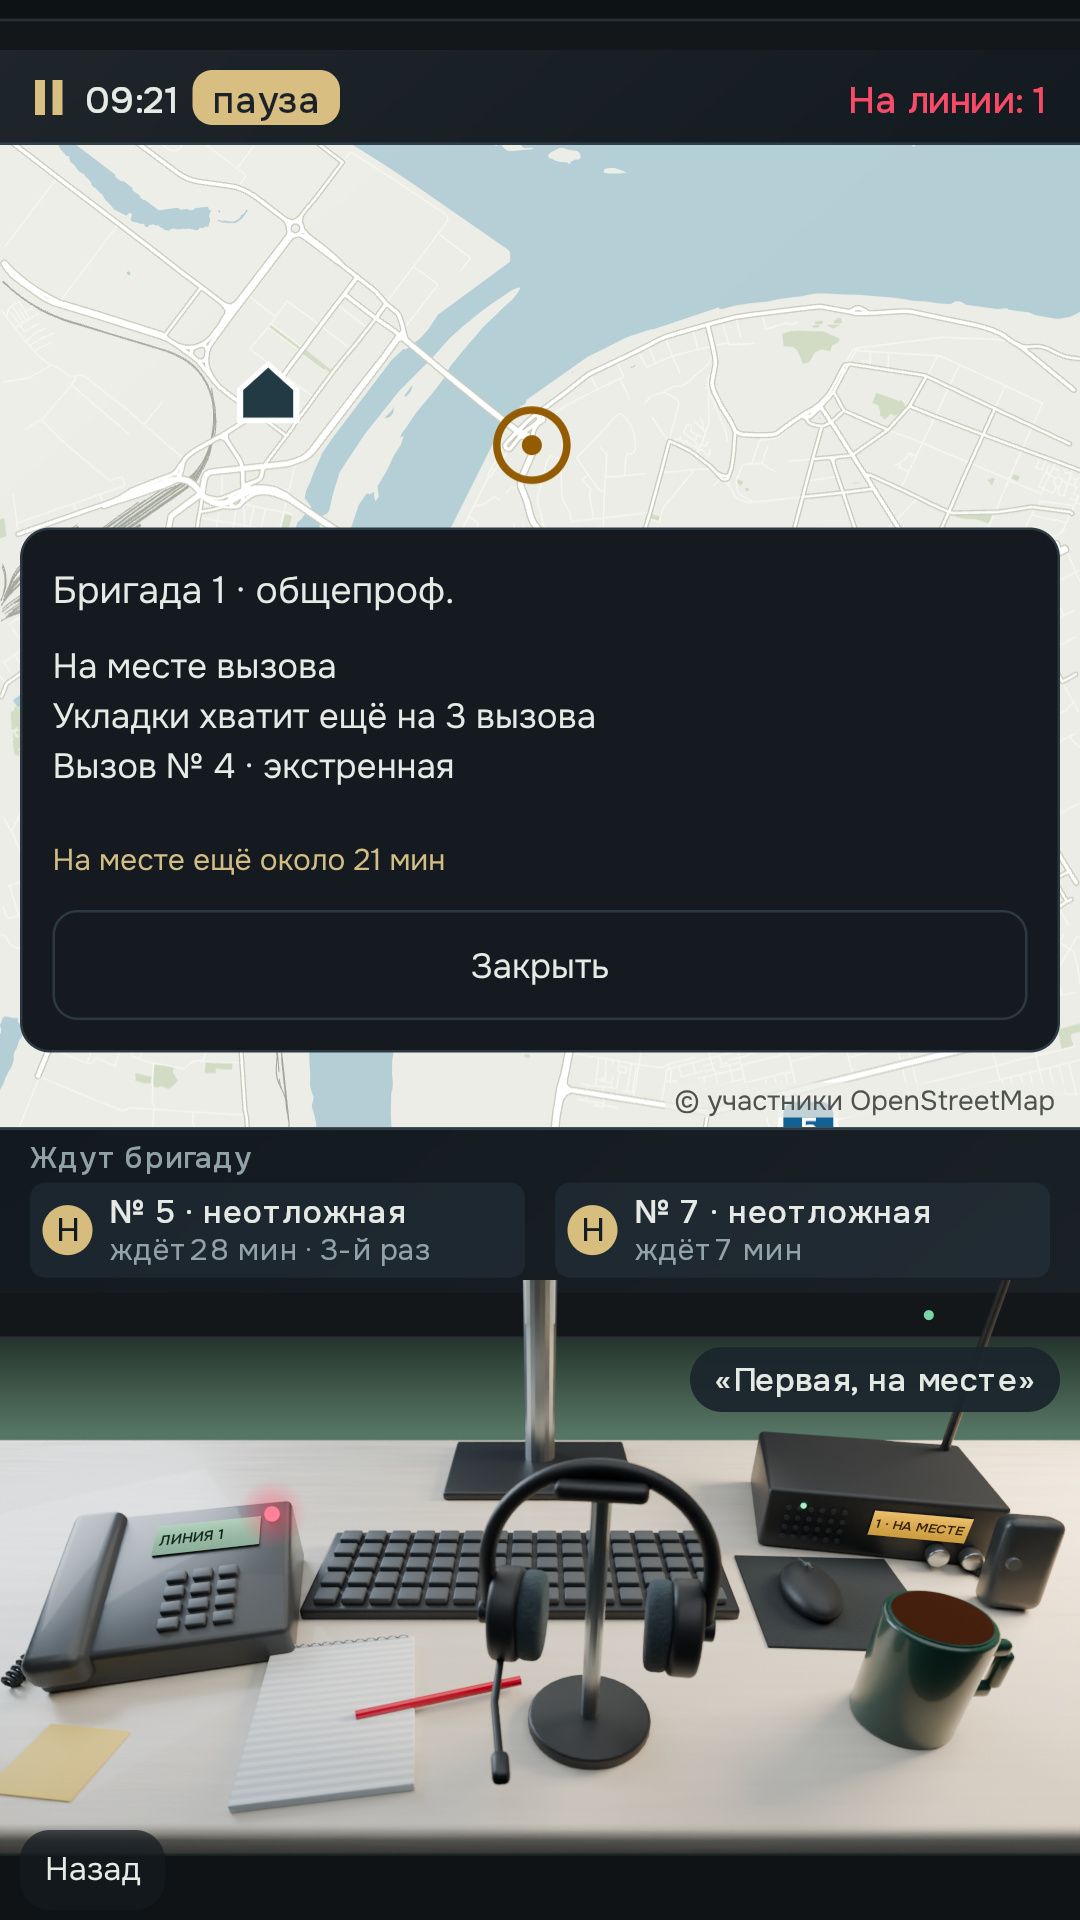 09:21 пауза
На линии: 1
Бригада 1 · общепроф.
На месте вызова
Укладки хватит ещё на 3 вызова
Вызов № 4 · экстренная
На месте ещё около 21 мин
Закрыть
© участники OpenStreetMap
5
Ждут бригаду
Н № 5 · неотложная
ждёт 28 мин · 3-й раз
Н № 7 · неотложная
ждёт 7 мин
«Первая, на месте»
ЛИНИЯ 1
1 · НА МЕСТЕ
Назад